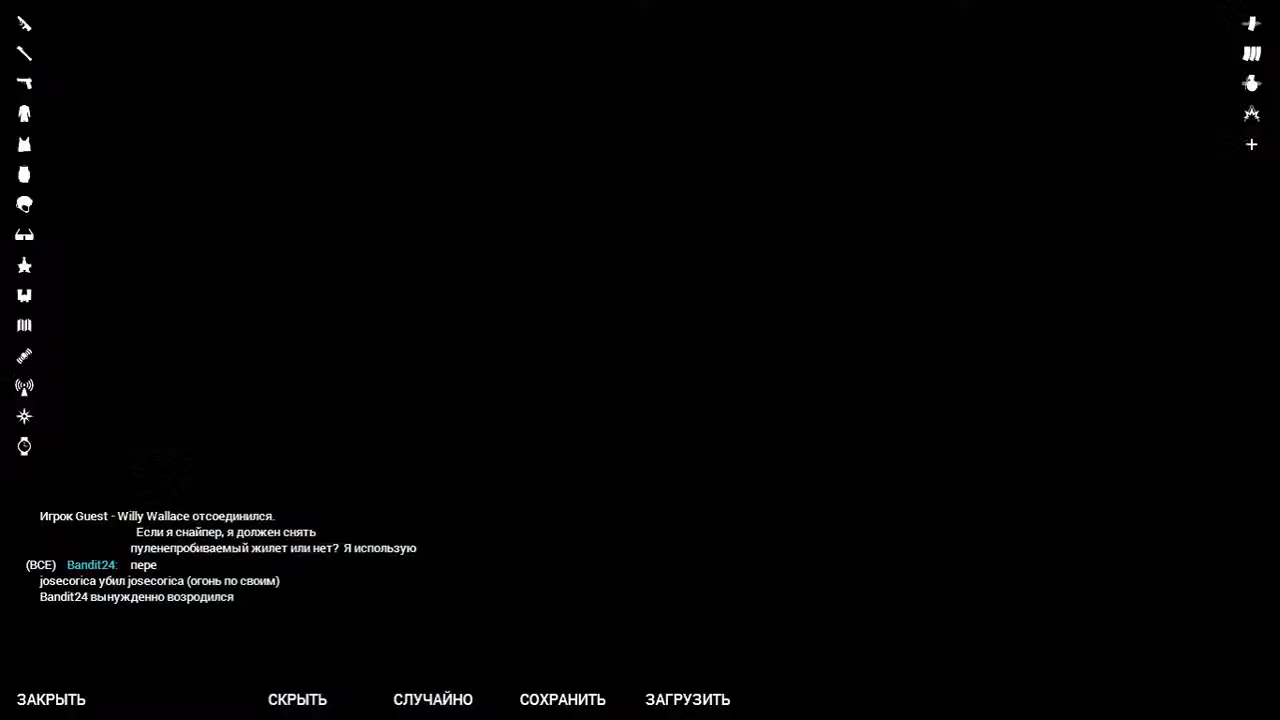 Игрок Guest - Willy Wallace отсоединился.
Если я снайпер, я должен снять
пуленепробиваемый жилет или нет? Я использую
(ВСЕ) Bandit24: пере
josecorica убил josecorica (огонь по своим)
Bandit24 вынужденно возродился
ЗАКРЫТЬ СКРЫТЬ СЛУЧАЙНО СОХРАНИТЬ ЗАГРУЗИТЬ